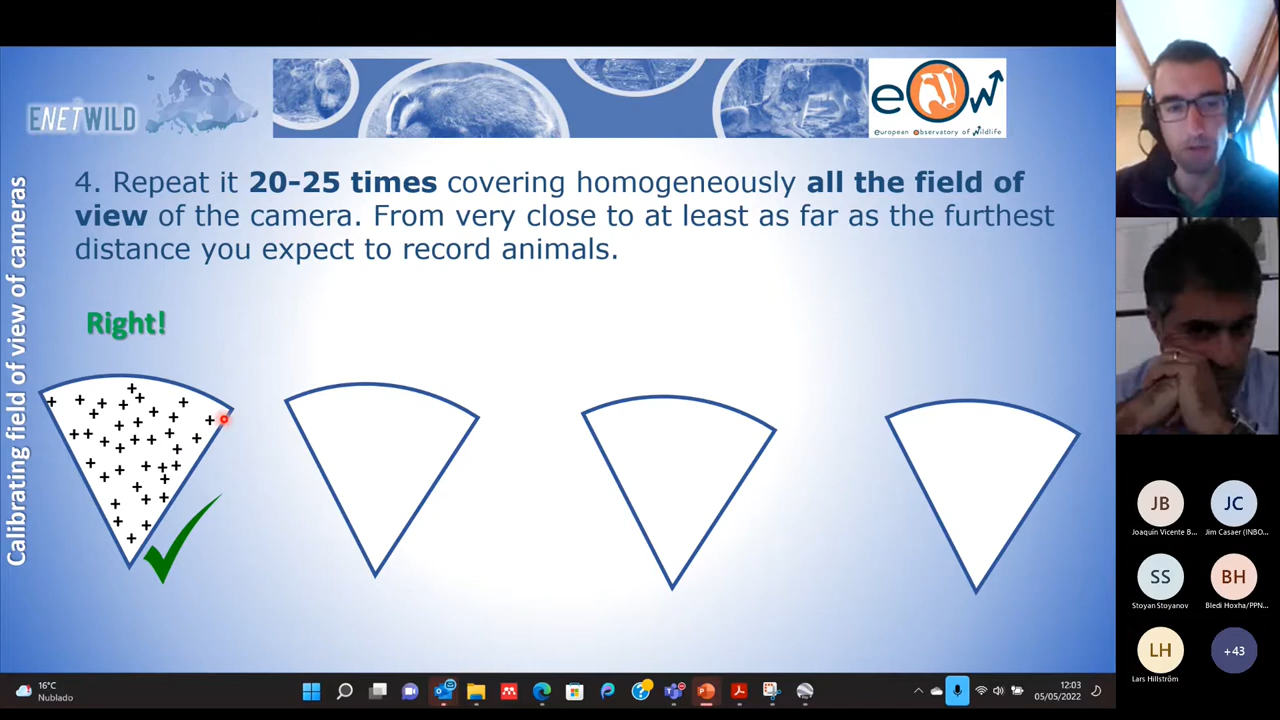 ENETWILD
eOw
european Observatory of Wildlife
Calibrating field of view of cameras
4. Repeat it 20-25 times covering homogeneously all the field of
view of the camera. From very close to at least as far as the furthest
distance you expect to record animals.
Right!
JB
JC
Joaquín Vicente B...
Jim Casaer (INBO...
SS
BH
Stoyan Stoyanov
Bledi Hoxha/PPN...
LH
+43
Lars Hillström
16°C
Nublado
12:03
05/05/2022